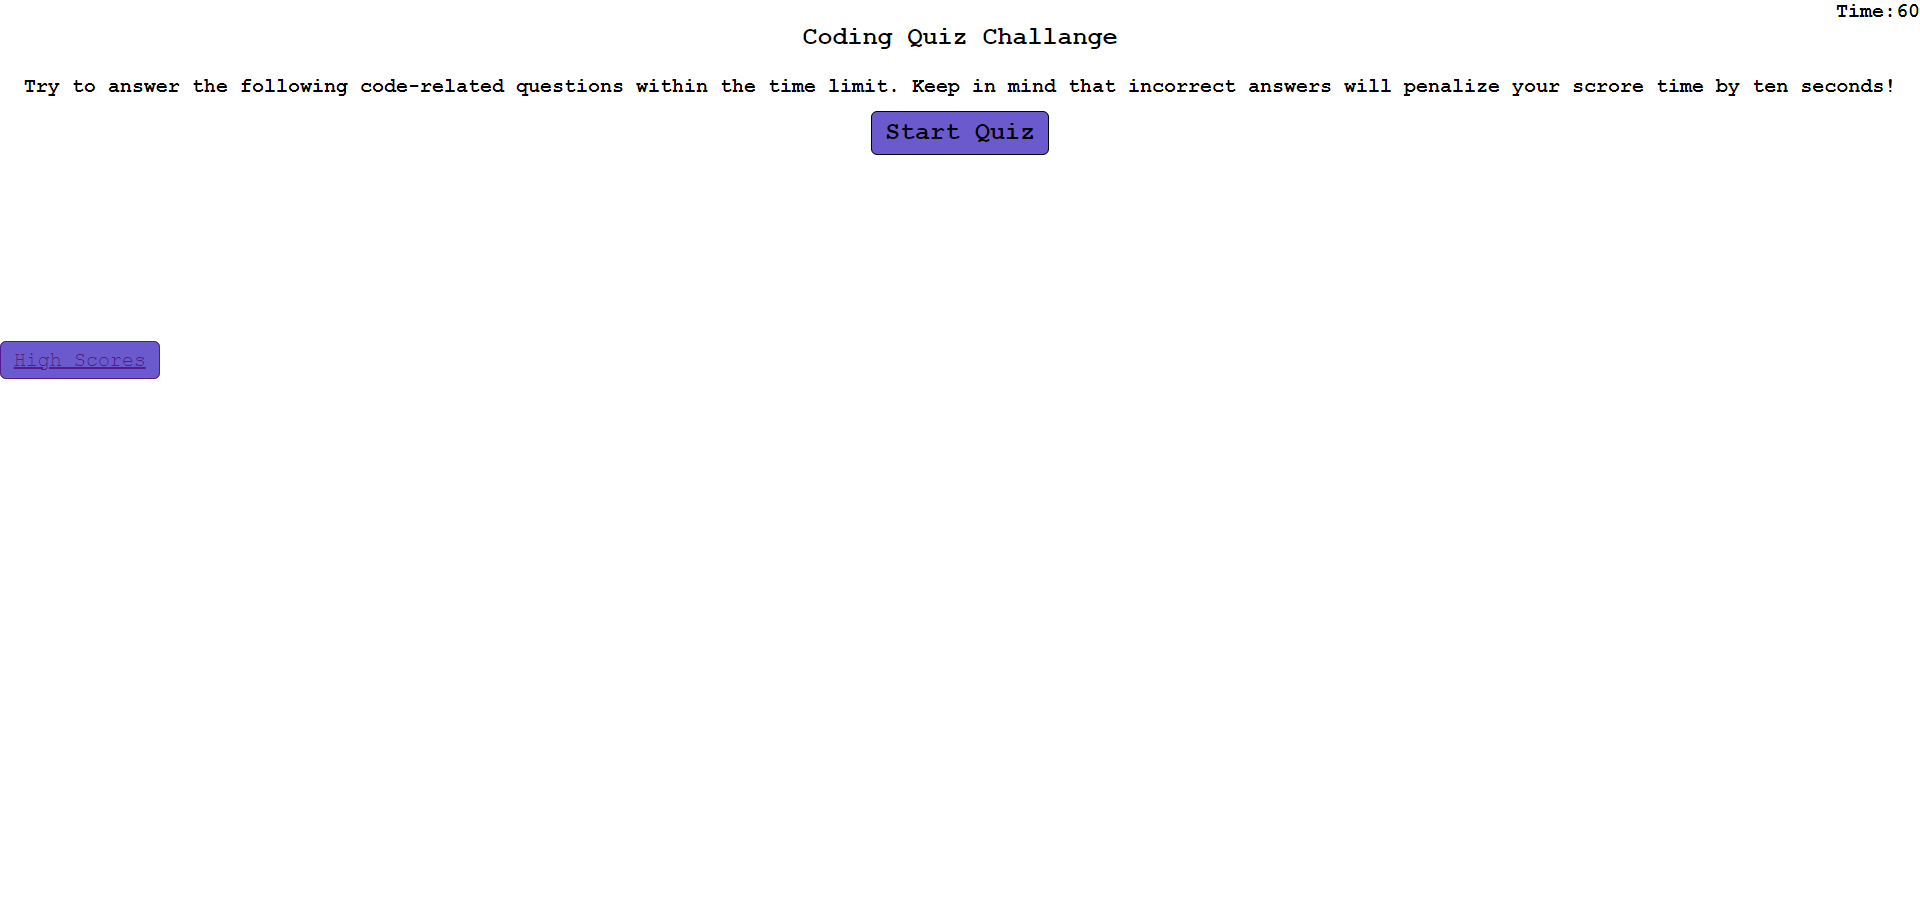 Time:60
Coding Quiz Challange
Try to answer the following code-related questions within the time limit. Keep in mind that incorrect answers will penalize your scrore time by ten seconds!
Start Quiz
High Scores